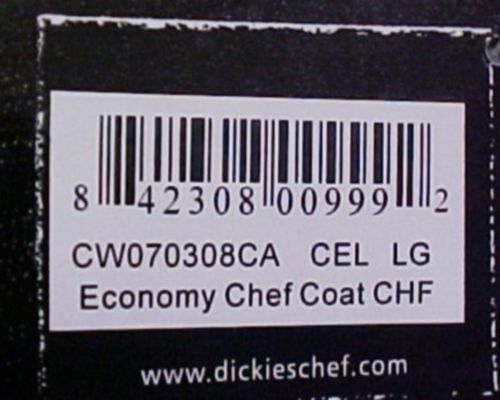 8 42308 00999 2
CW070308CA CEL LG
Economy Chef Coat CHF
www.dickieschef.com